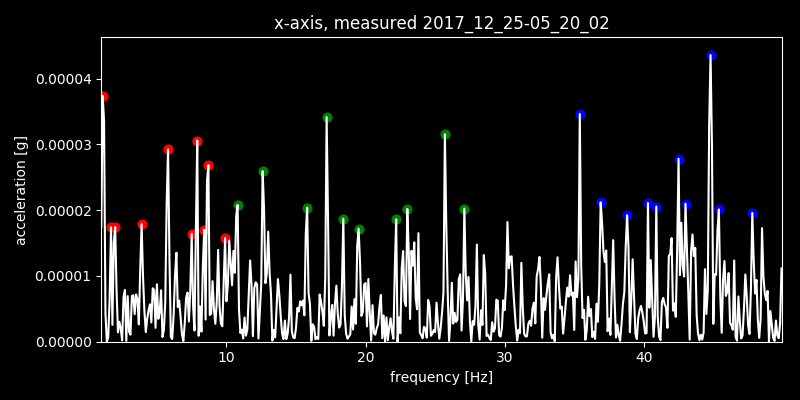 x-axis, measured 2017_12_25-05_20_02
0.00004
0.00003
0.00002
0.00001
0.00000
acceleration [g]
10 20 30 40
frequency [Hz]